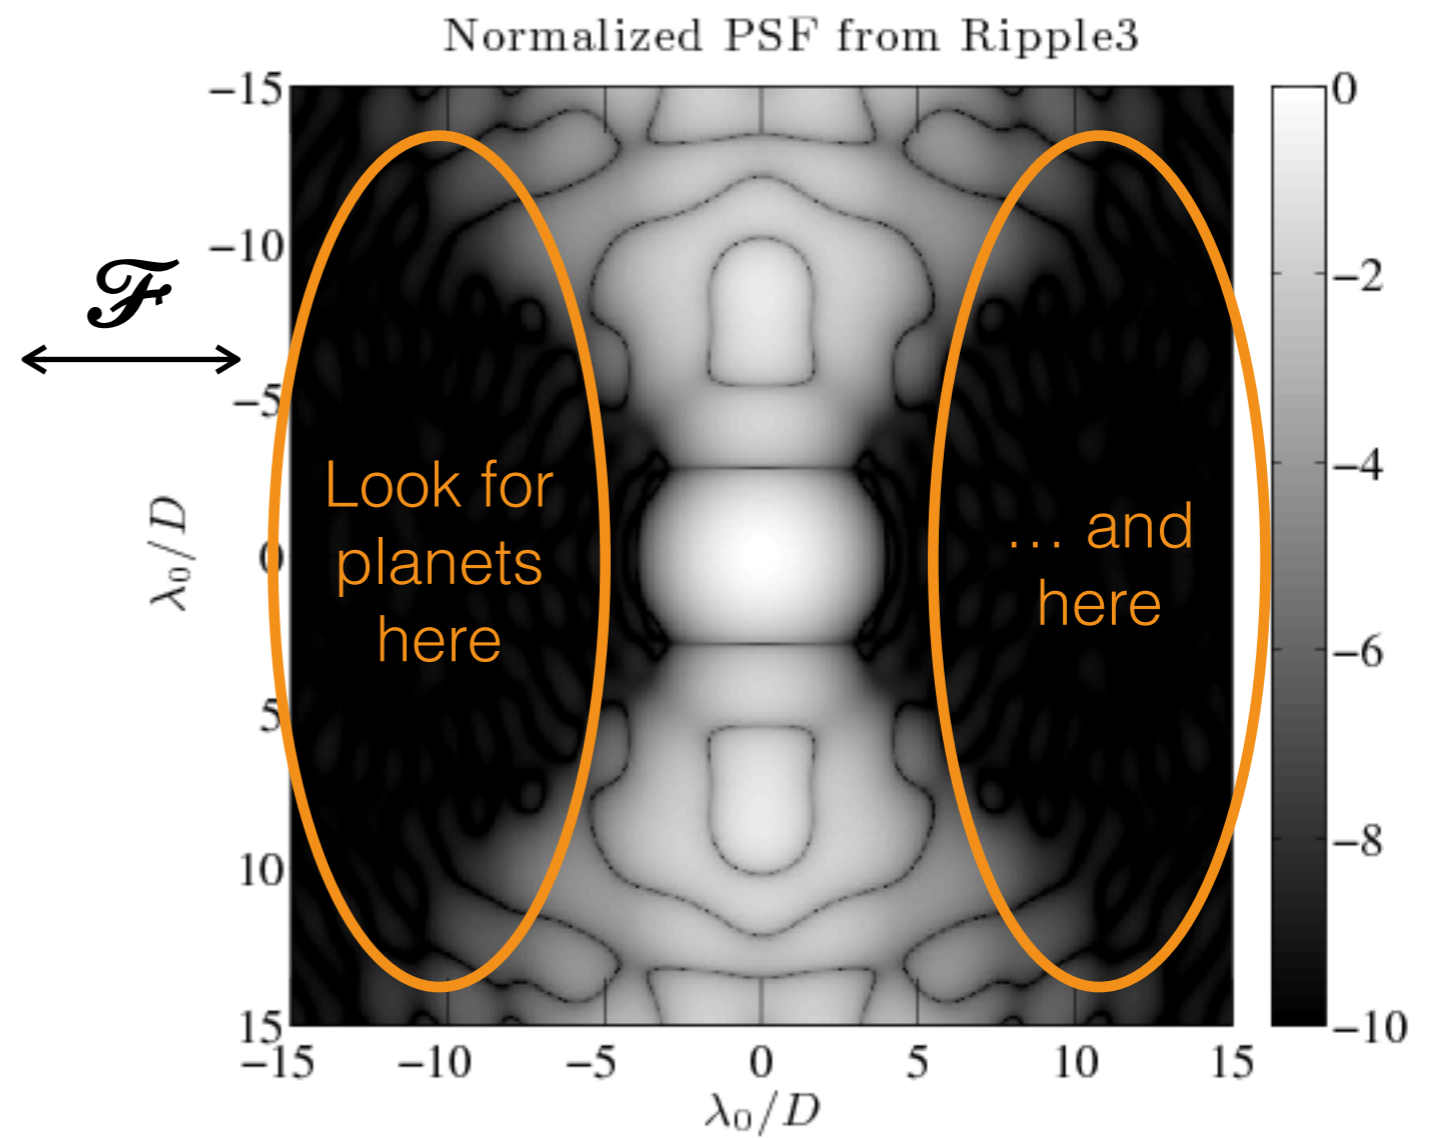 Normalized PSF from Ripple3
ℱ
λ₀/D
−15
−10
−5
0
5
10
15
Look for
planets
here
… and
here
0
−2
−4
−6
−8
−10
−15 −10 −5 0 5 10 15
λ₀/D